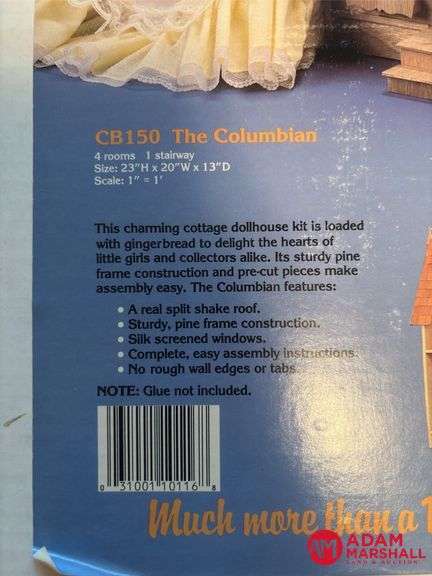 CB150 The Columbian
4 rooms 1 stairway
Size: 23"H x 20"W x 13"D
Scale: 1" = 1'
This charming cottage dollhouse kit is loaded
with gingerbread to delight the hearts of
little girls and collectors alike. Its sturdy pine
frame construction and pre-cut pieces make
assembly easy. The Columbian features:
• A real split shake roof.
• Sturdy, pine frame construction.
• Silk screened windows.
• Complete, easy assembly instructions.
• No rough wall edges or tabs.
NOTE: Glue not included.
0 31001 10116 8
Much more than a
ADAM
MARSHALL
LAND & AUCTION